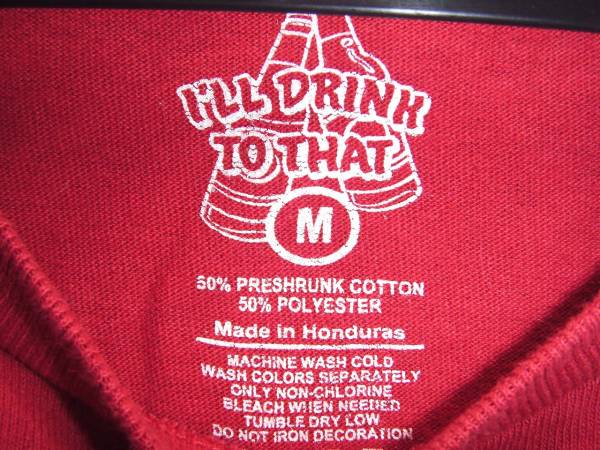 I'LL DRINK
TO THAT
M
50% PRESHRUNK COTTON
50% POLYESTER
Made in Honduras
MACHINE WASH COLD
WASH COLORS SEPARATELY
ONLY NON-CHLORINE
BLEACH WHEN NEEDED
TUMBLE DRY LOW
DO NOT IRON DECORATION